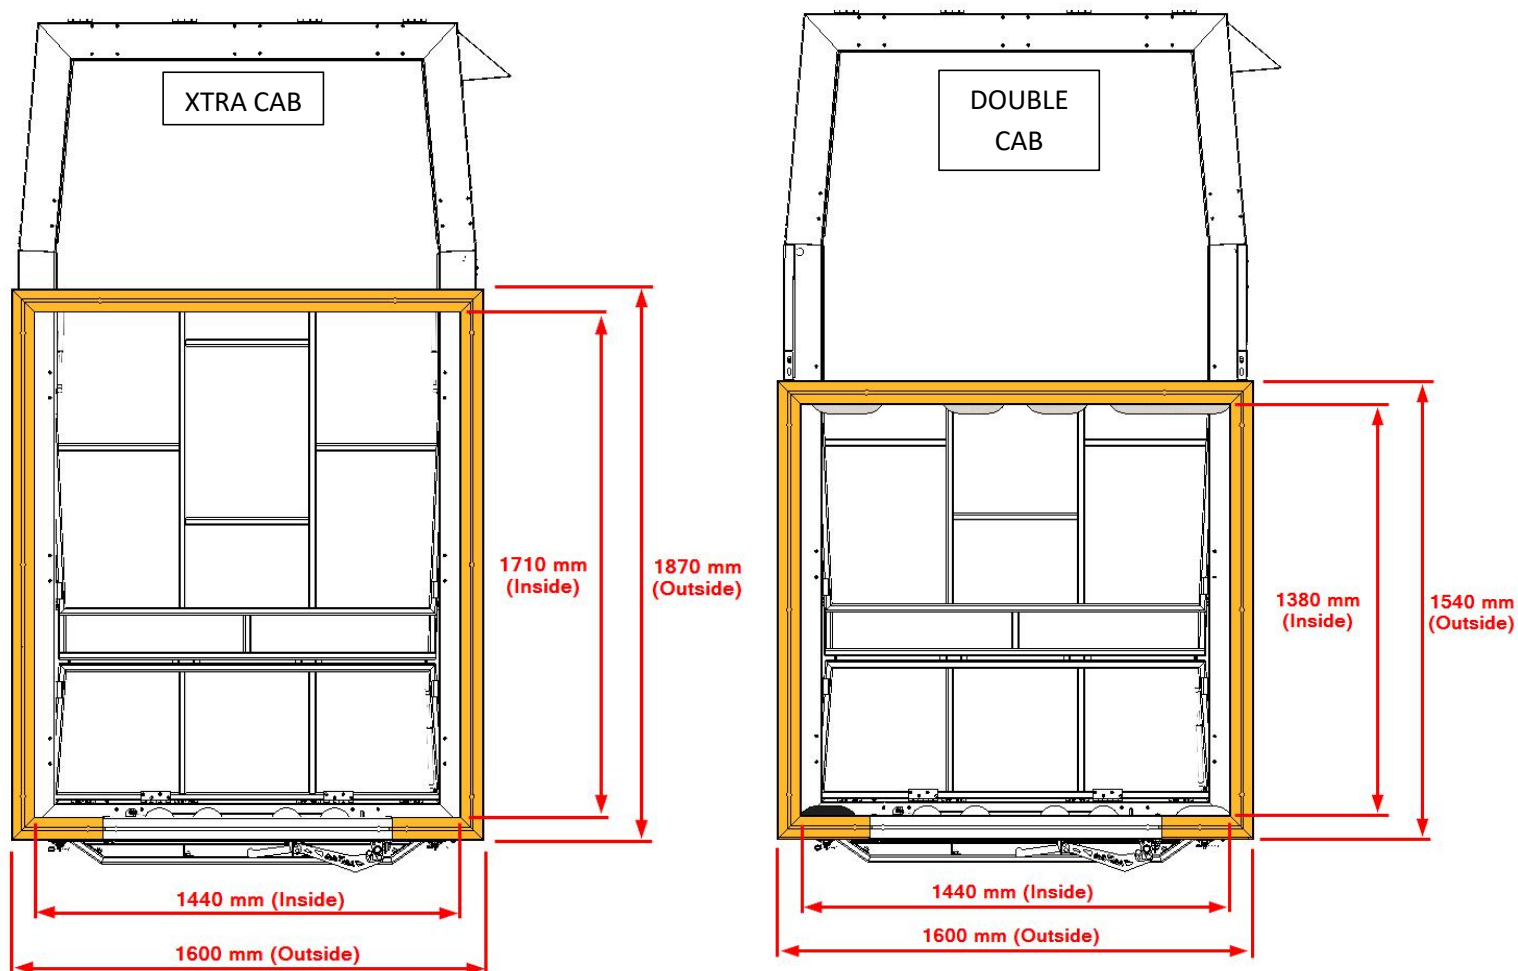 XTRA CAB
DOUBLE
CAB
1710 mm
(Inside)
1870 mm
(Outside)
1440 mm (Inside)
1600 mm (Outside)
1380 mm
(Inside)
1540 mm
(Outside)
1440 mm (Inside)
1600 mm (Outside)